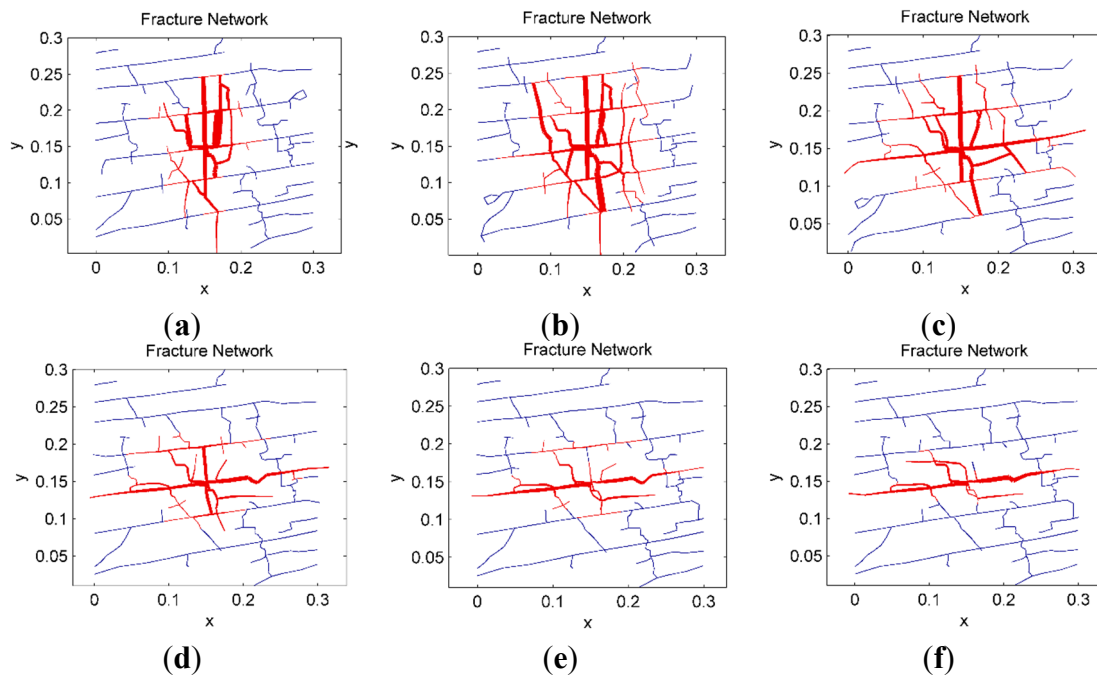 Fracture Network Fracture Network Fracture Network
0.3 0.3 0.3
0.25 0.25 0.25
0.2 0.2 0.2
y 0.15 y 0.15 y 0.15
0.1 0.1 0.1
0.05 0.05 0.05
0 0.1 0.2 0.3 0 0.1 0.2 0.3 0 0.1 0.2 0.3
x x x
(a) (b) (c)
Fracture Network Fracture Network Fracture Network
0.3 0.3 0.3
0.25 0.25 0.25
0.2 0.2 0.2
y 0.15 y 0.15 y 0.15
0.1 0.1 0.1
0.05 0.05 0.05
0 0.1 0.2 0.3 0 0.1 0.2 0.3 0 0.1 0.2 0.3
x x x
(d) (e) (f)